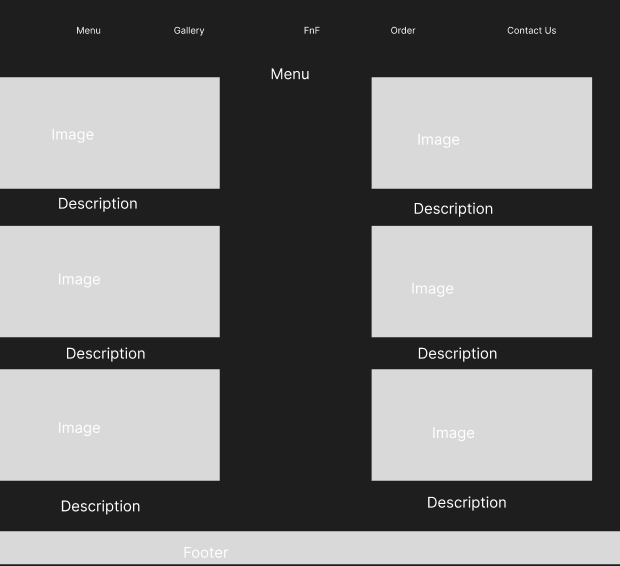 Menu
Gallery
FnF
Order
Contact Us
Menu
Image
Image
Description
Description
Image
Image
Description
Description
Image
Image
Description
Description
Footer